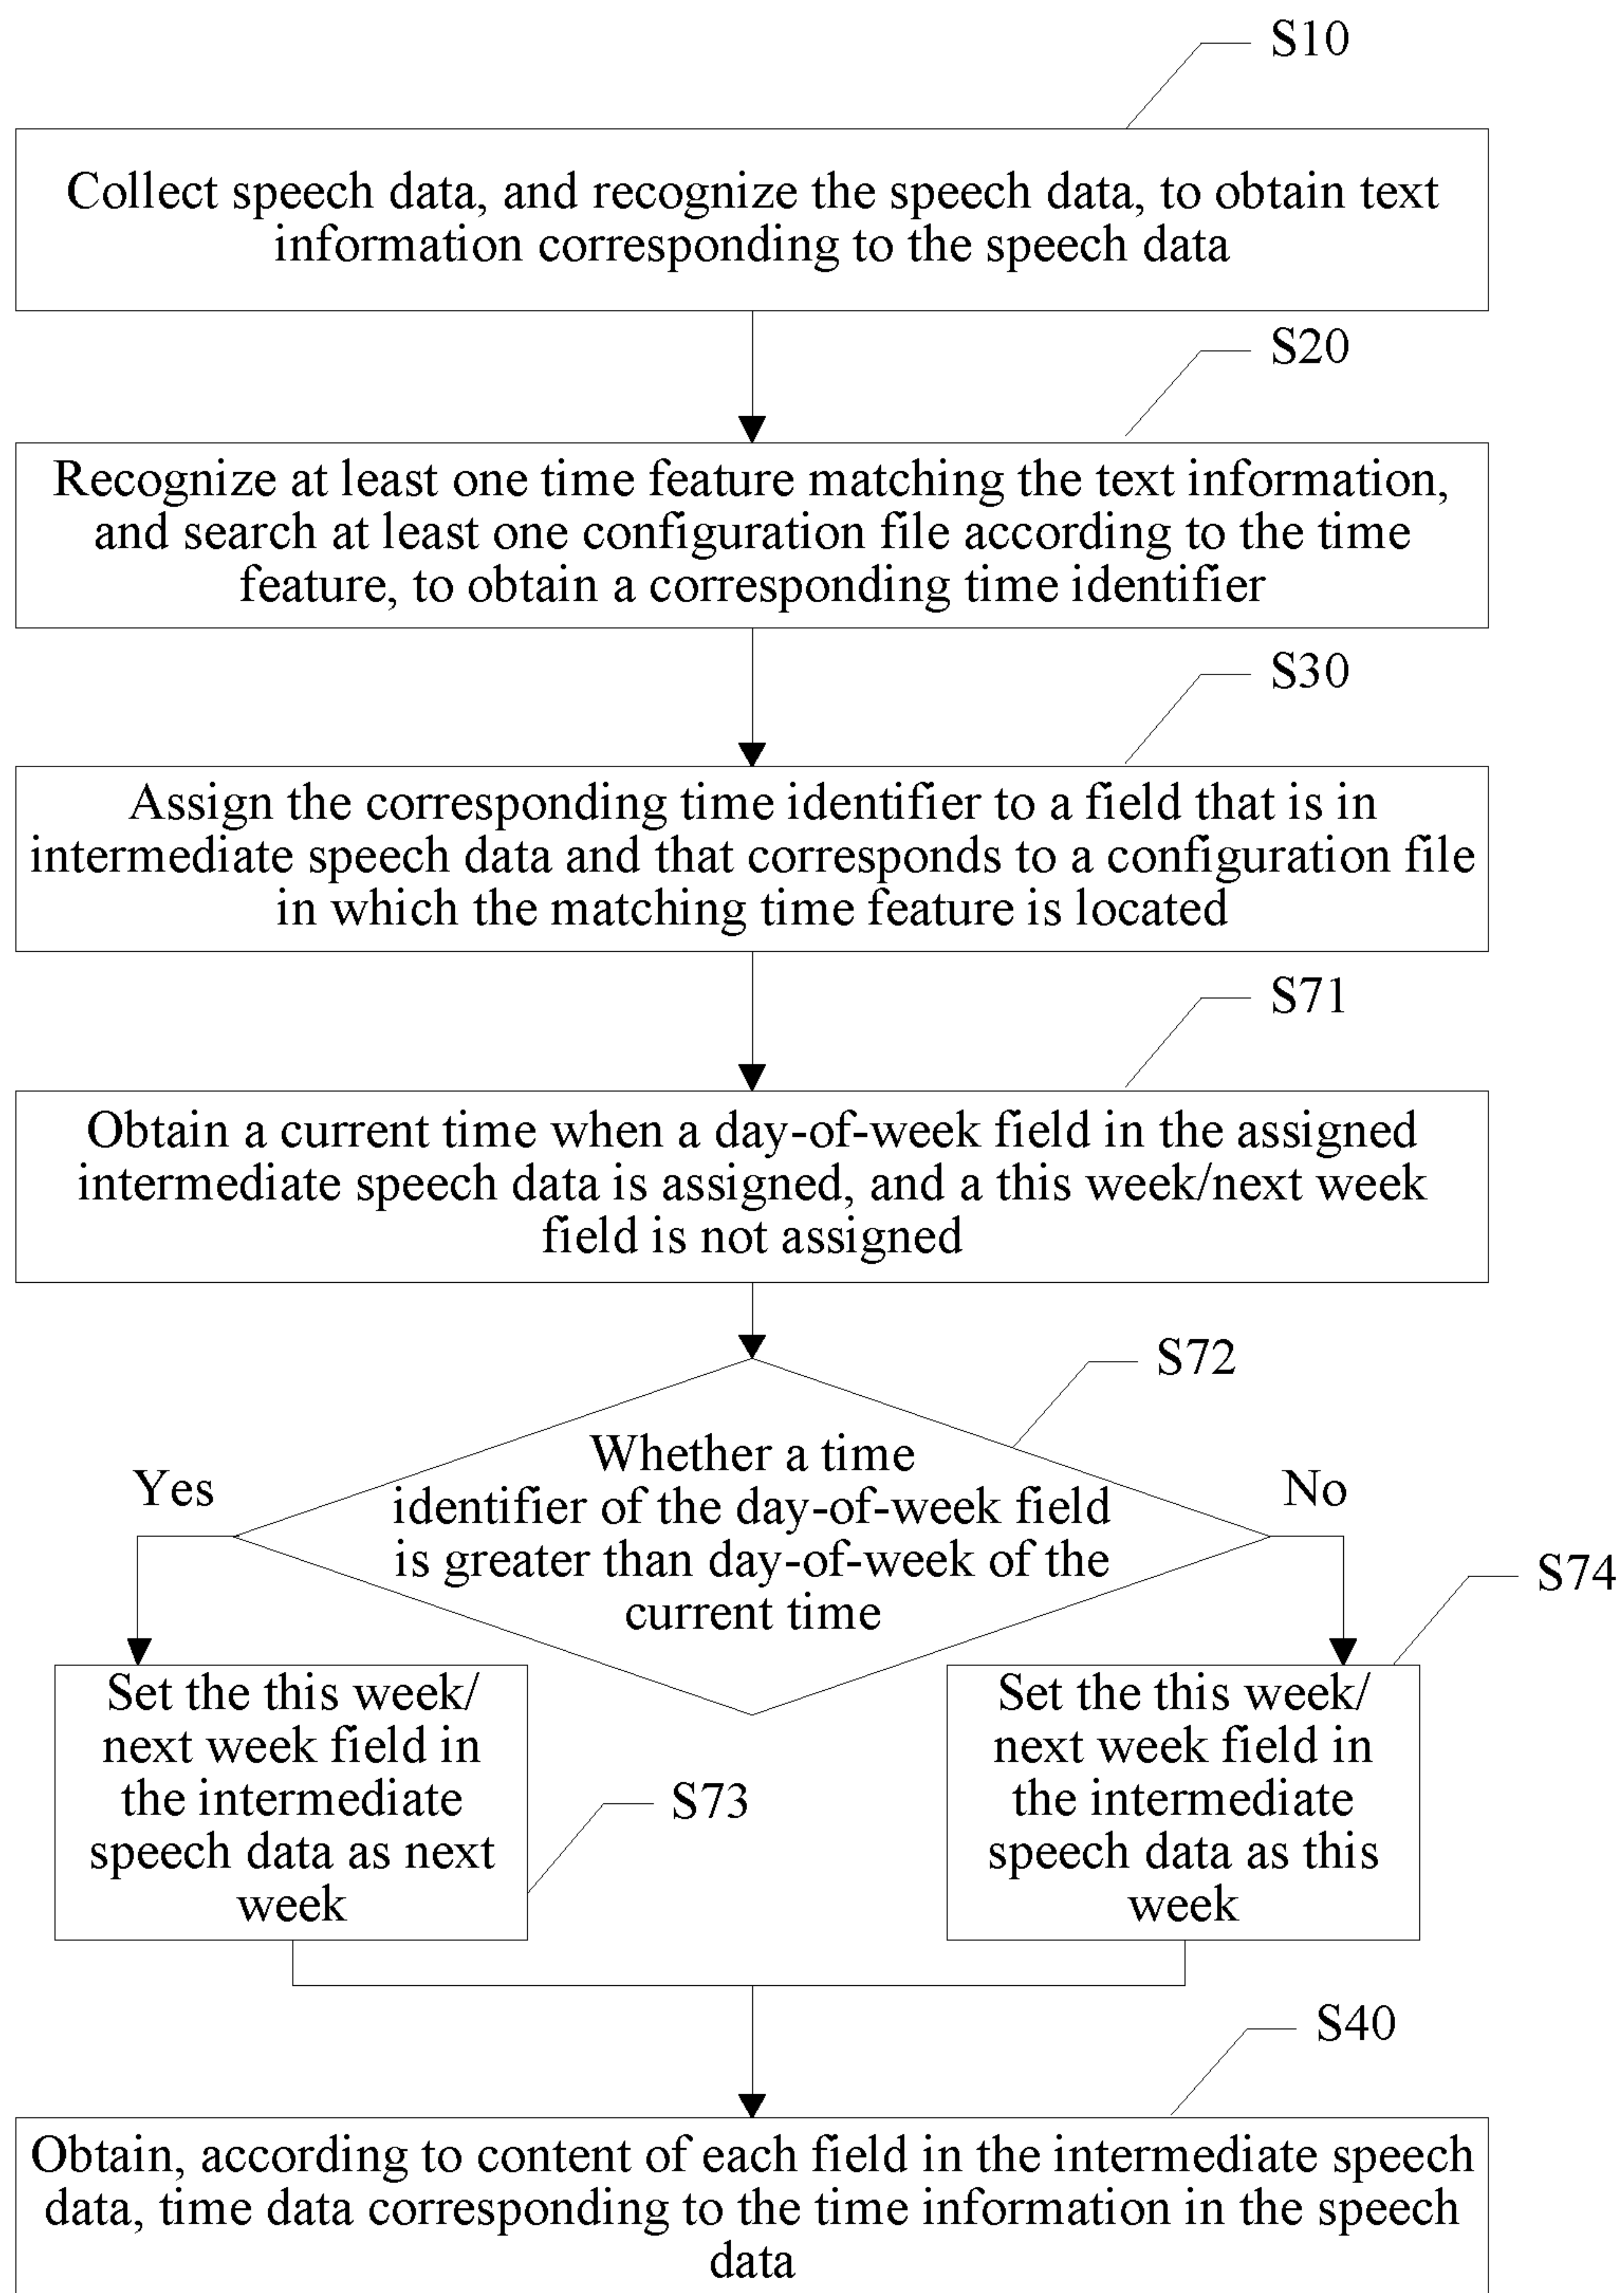 S10
Collect speech data, and recognize the speech data, to obtain text
information corresponding to the speech data
S20
Recognize at least one time feature matching the text information,
and search at least one configuration file according to the time
feature, to obtain a corresponding time identifier
S30
Assign the corresponding time identifier to a field that is in
intermediate speech data and that corresponds to a configuration file
in which the matching time feature is located
S71
Obtain a current time when a day-of-week field in the assigned
intermediate speech data is assigned, and a this week/next week
field is not assigned
S72
Whether a time
identifier of the day-of-week field
is greater than day-of-week of the
current time
Yes
No
S74
Set the this week/
next week field in
the intermediate
speech data as next
week
S73
Set the this week/
next week field in
the intermediate
speech data as this
week
S40
Obtain, according to content of each field in the intermediate speech
data, time data corresponding to the time information in the speech
data